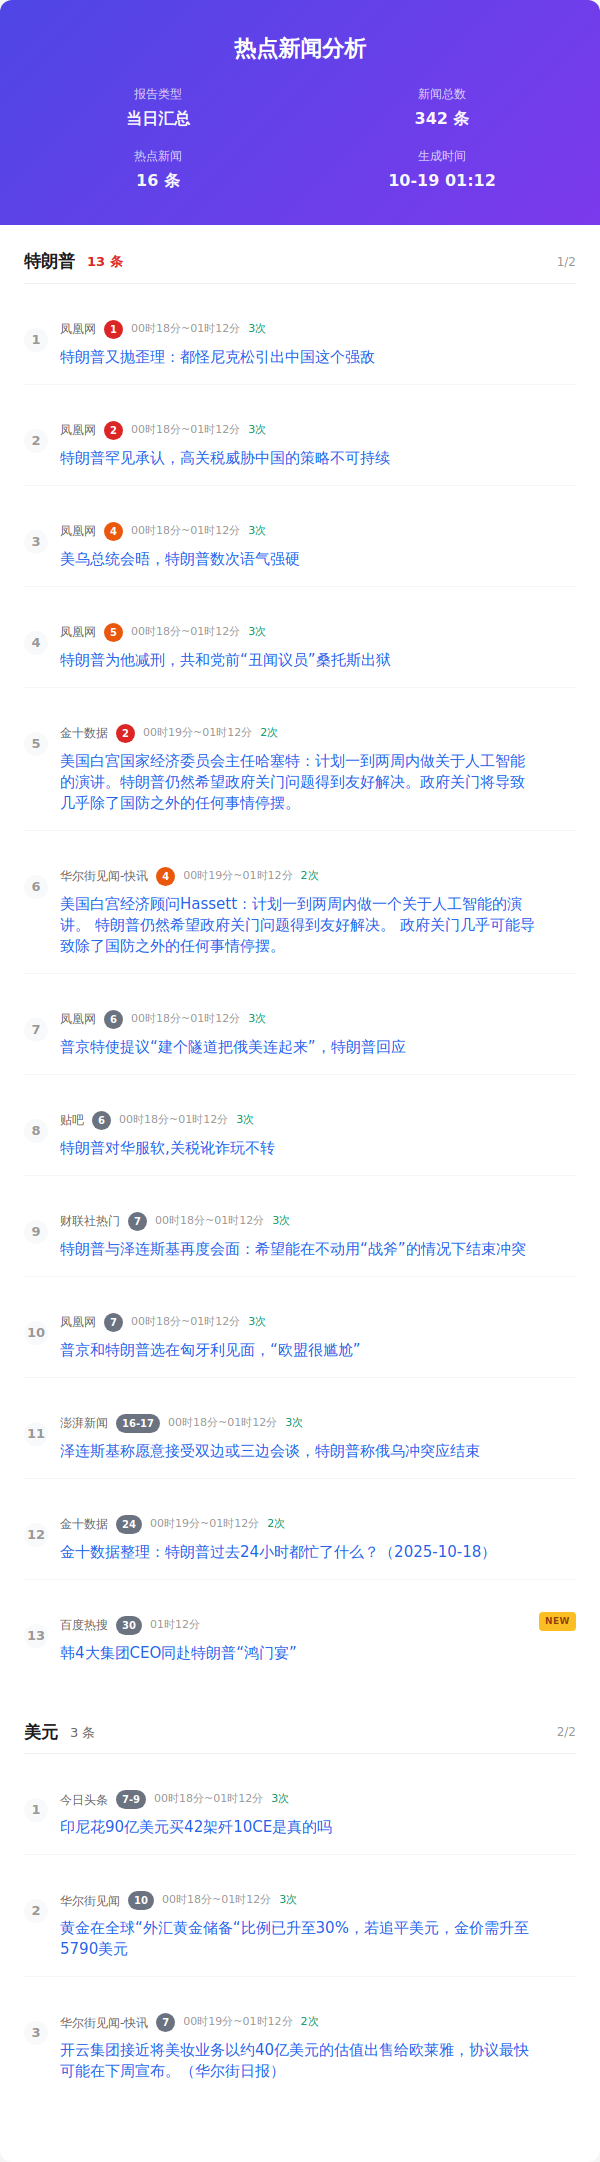 热点新闻分析
报告类型
当日汇总
新闻总数
342 条
热点新闻
16 条
生成时间
10-19 01:12
特朗普 13 条 1/2
1 凤凰网 1 00时18分~01时12分 3次
特朗普又抛歪理：都怪尼克松引出中国这个强敌
2 凤凰网 2 00时18分~01时12分 3次
特朗普罕见承认，高关税威胁中国的策略不可持续
3 凤凰网 4 00时18分~01时12分 3次
美乌总统会晤，特朗普数次语气强硬
4 凤凰网 5 00时18分~01时12分 3次
特朗普为他减刑，共和党前“丑闻议员”桑托斯出狱
5 金十数据 2 00时19分~01时12分 2次
美国白宫国家经济委员会主任哈塞特：计划一到两周内做关于人工智能
的演讲。特朗普仍然希望政府关门问题得到友好解决。政府关门将导致
几乎除了国防之外的任何事情停摆。
6 华尔街见闻-快讯 4 00时19分~01时12分 2次
美国白宫经济顾问Hassett：计划一到两周内做一个关于人工智能的演
讲。 特朗普仍然希望政府关门问题得到友好解决。 政府关门几乎可能导
致除了国防之外的任何事情停摆。
7 凤凰网 6 00时18分~01时12分 3次
普京特使提议“建个隧道把俄美连起来”，特朗普回应
8 贴吧 6 00时18分~01时12分 3次
特朗普对华服软,关税讹诈玩不转
9 财联社热门 7 00时18分~01时12分 3次
特朗普与泽连斯基再度会面：希望能在不动用“战斧”的情况下结束冲突
10 凤凰网 7 00时18分~01时12分 3次
普京和特朗普选在匈牙利见面，“欧盟很尴尬”
11 澎湃新闻 16-17 00时18分~01时12分 3次
泽连斯基称愿意接受双边或三边会谈，特朗普称俄乌冲突应结束
12 金十数据 24 00时19分~01时12分 2次
金十数据整理：特朗普过去24小时都忙了什么？（2025-10-18）
13 百度热搜 30 01时12分 NEW
韩4大集团CEO同赴特朗普“鸿门宴”
美元 3 条 2/2
1 今日头条 7-9 00时18分~01时12分 3次
印尼花90亿美元买42架歼10CE是真的吗
2 华尔街见闻 10 00时18分~01时12分 3次
黄金在全球“外汇黄金储备“比例已升至30%，若追平美元，金价需升至
5790美元
3 华尔街见闻-快讯 7 00时19分~01时12分 2次
开云集团接近将美妆业务以约40亿美元的估值出售给欧莱雅，协议最快
可能在下周宣布。（华尔街日报）